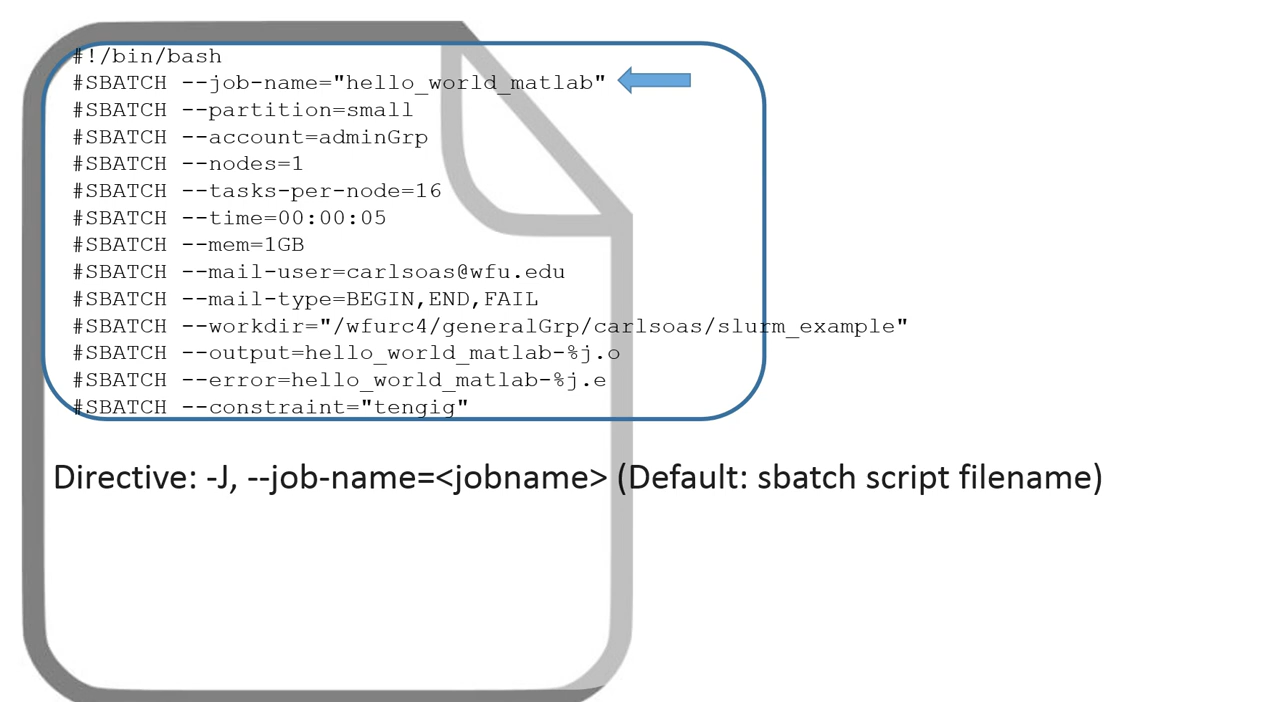 #!/bin/bash
#SBATCH --job-name="hello_world_matlab"
#SBATCH --partition=small
#SBATCH --account=adminGrp
#SBATCH --nodes=1
#SBATCH --tasks-per-node=16
#SBATCH --time=00:00:05
#SBATCH --mem=1GB
#SBATCH --mail-user=carlsoas@wfu.edu
#SBATCH --mail-type=BEGIN,END,FAIL
#SBATCH --workdir="/wfurc4/generalGrp/carlsoas/slurm_example"
#SBATCH --output=hello_world_matlab-%j.o
#SBATCH --error=hello_world_matlab-%j.e
#SBATCH --constraint="tengig"
Directive: -J, --job-name=<jobname> (Default: sbatch script filename)